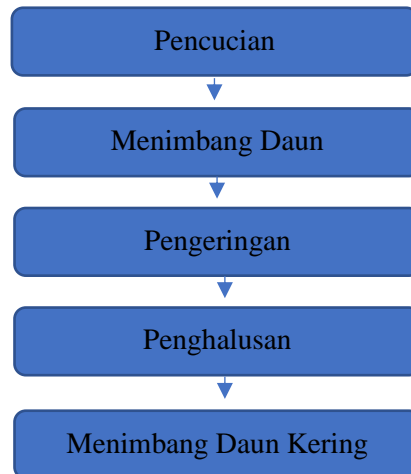 Pencucian
Menimbang Daun
Pengeringan
Penghalusan
Menimbang Daun Kering